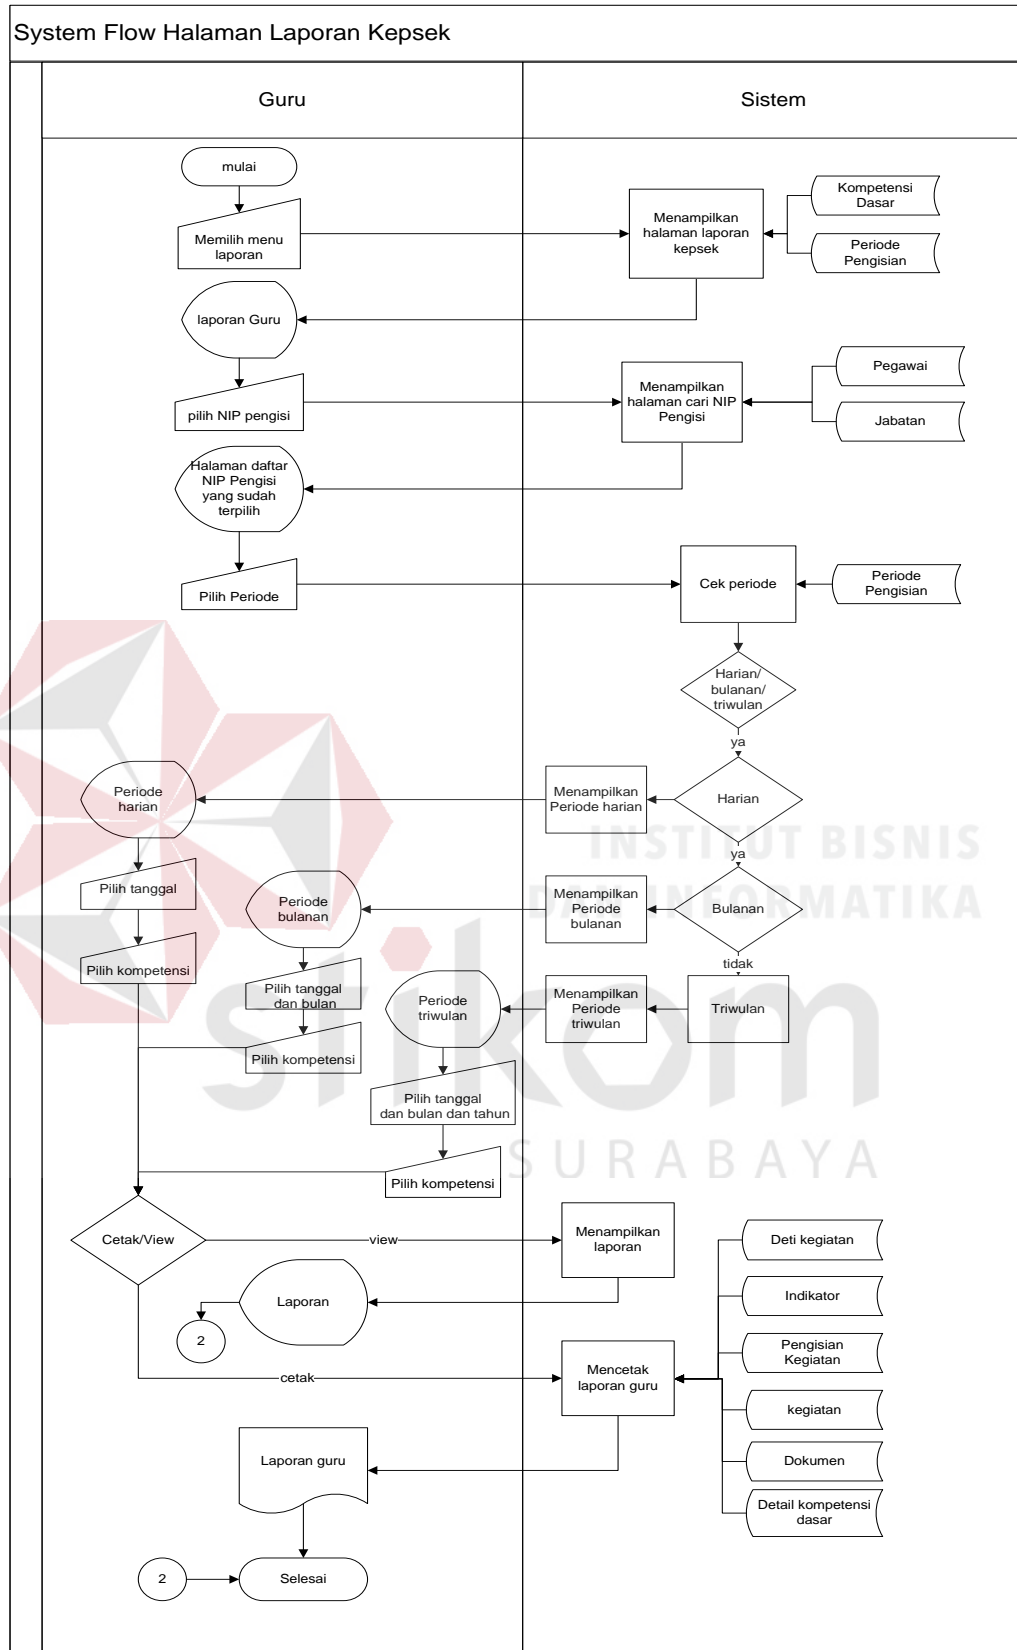 System Flow Halaman Laporan Kepsek
Guru
Sistem
mulai
Memilih menu
laporan
Menampilkan
halaman laporan
kepsek
Kompetensi
Dasar
Periode
Pengisian
laporan Guru
pilih NIP pengisi
Menampilkan
halaman cari NIP
Pengisi
Pegawai
Jabatan
Halaman daftar
NIP Pengisi
yang sudah
terpilih
Pilih Periode
Cek periode
Periode
Pengisian
Harian/
bulanan/
triwulan
ya
Harian
Menampilkan
Periode harian
Periode
harian
ya
Pilih tanggal
Bulanan
Menampilkan
Periode
bulanan
Periode
bulanan
Pilih kompetensi
tidak
Pilih tanggal
dan bulan
Triwulan
Menampilkan
Periode
triwulan
Periode
triwulan
Pilih kompetensi
Pilih tanggal
dan bulan dan tahun
Pilih kompetensi
Cetak/View
view
Menampilkan
laporan
Laporan
2
cetak
Mencetak
laporan guru
Deti kegiatan
Indikator
Pengisian
Kegiatan
kegiatan
Dokumen
Detail kompetensi
dasar
Laporan guru
2
Selesai
INSTITUT BISNIS
DAN INFORMATIKA
stikom
SURABAYA